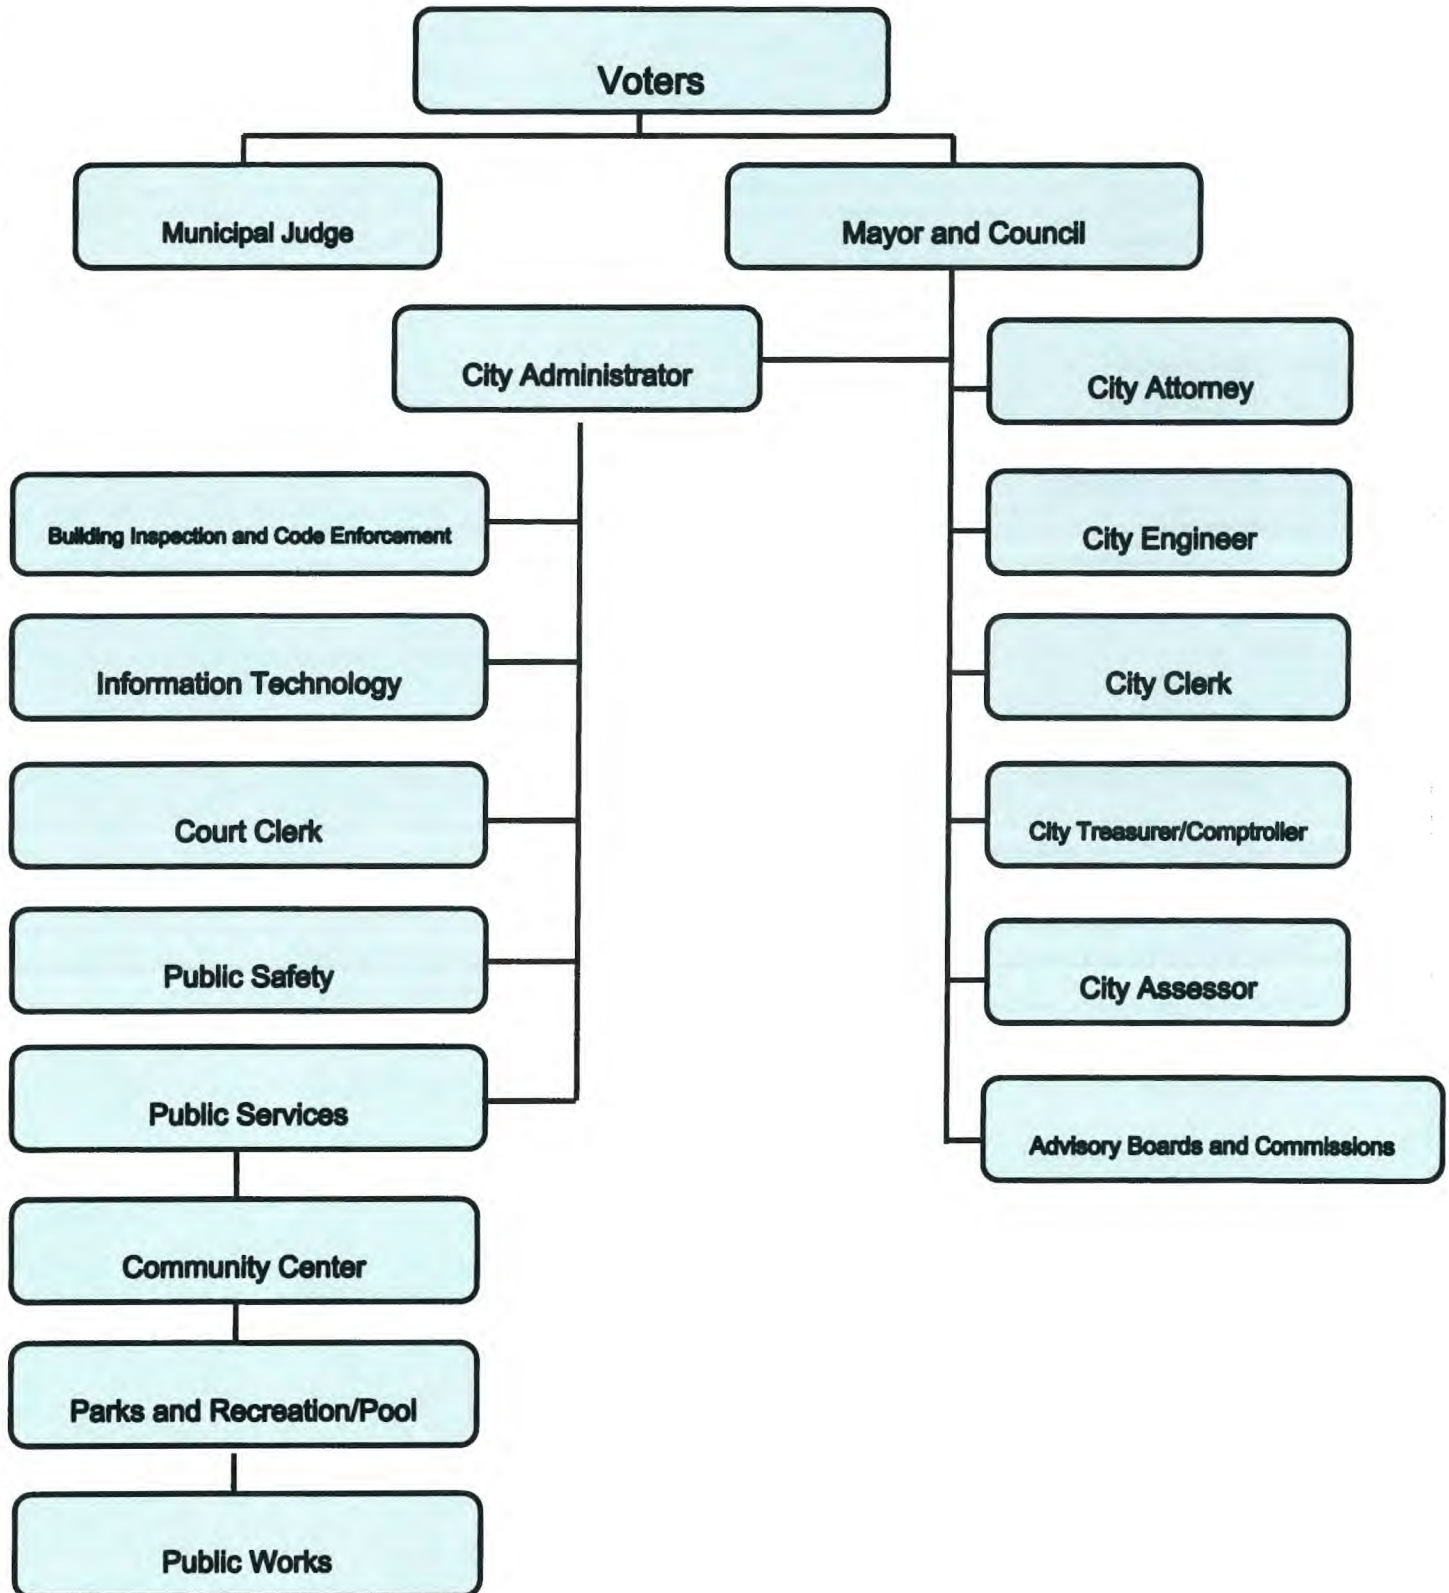 Voters
Municipal Judge
Mayor and Council
City Administrator
City Attorney
Building Inspection and Code Enforcement
City Engineer
Information Technology
City Clerk
Court Clerk
City Treasurer/Comptroller
Public Safety
City Assessor
Public Services
Advisory Boards and Commissions
Community Center
Parks and Recreation/Pool
Public Works